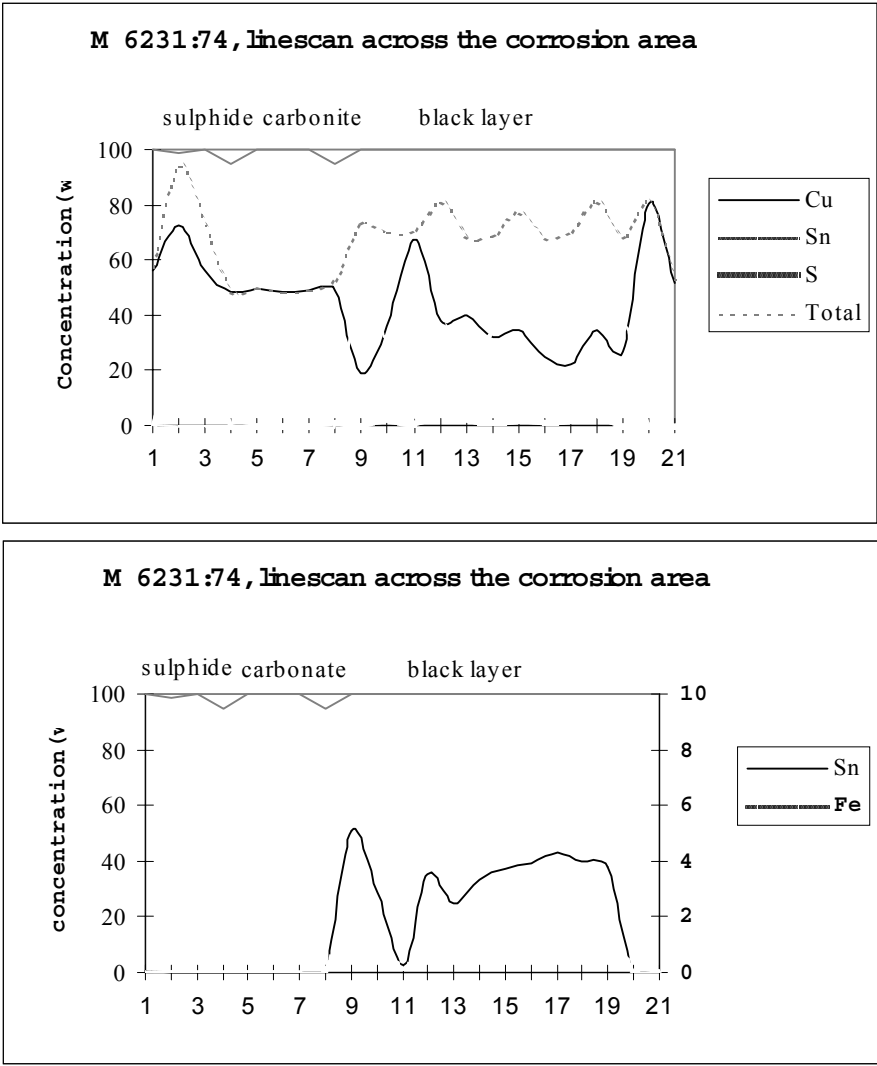 M 6231:74, linescan across the corrosion area
sulphide carbonite black layer
Concentration (w
100
80
60
40
20
0
1 3 5 7 9 11 13 15 17 19 21
Cu
Sn
S
Total
M 6231:74, linescan across the corrosion area
sulphide carbonate black layer
concentration (w
100
80
60
40
20
0
10
8
6
4
2
0
1 3 5 7 9 11 13 15 17 19 21
Sn
Fe